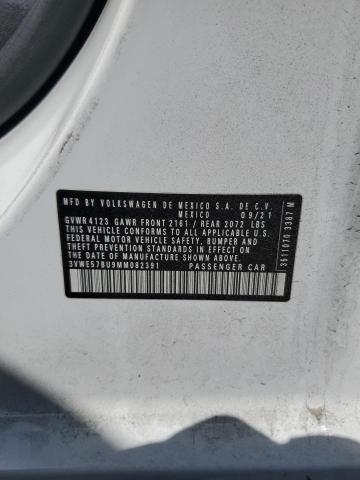 MFD BY VOLKSWAGEN DE MEXICO S.A. DE C.V.
MEXICO 09/21
GVWR 4123 GAWR FRONT 2161 / REAR 2072 LBS
THIS VEHICLE CONFORMS TO ALL APPLICABLE U.S.
FEDERAL MOTOR VEHICLE SAFETY, BUMPER AND
THEFT PREVENTION STANDARDS IN EFFECT ON THE
DATE OF MANUFACTURE SHOWN ABOVE.
3VWE57BU9MM082391 PASSENGER CAR
3511070 3387 M